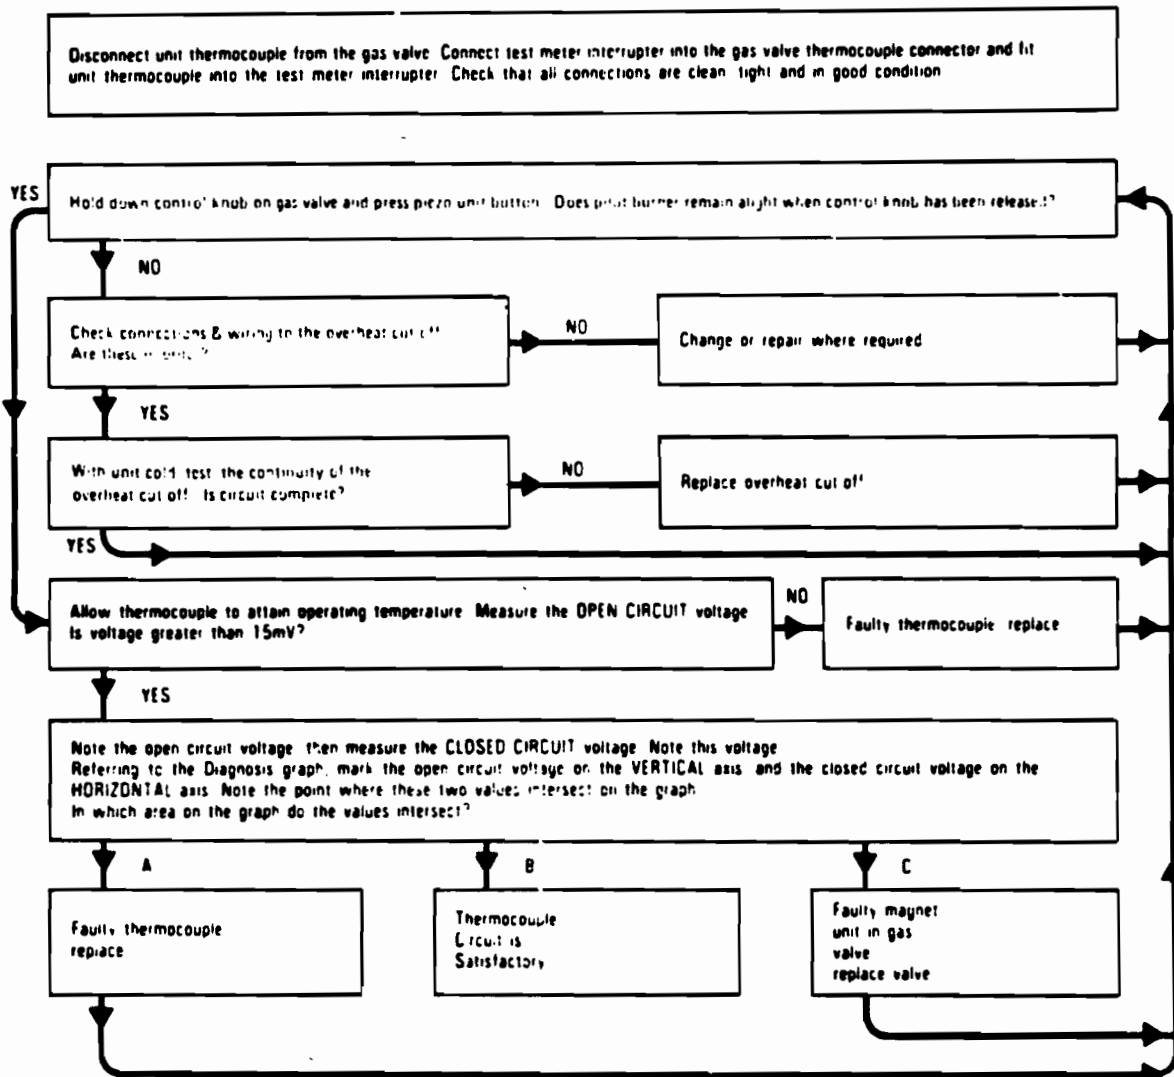 Disconnect unit thermocouple from the gas valve Connect test meter interrupter into the gas valve thermocouple connector and fit
unit thermocouple into the test meter interrupter Check that all connections are clean tight and in good condition
YES
Hold down control knob on gas valve and press piezo unit button Does pilot burner remain alight when control knob has been released?
NO
Check connections & wiring to the overheat cut off
Are these
NO
Change or repair where required
YES
With unit cold test the continuity of the
overheat cut off Is circuit complete?
NO
Replace overheat cut off
YES
Allow thermocouple to attain operating temperature Measure the OPEN CIRCUIT voltage
Is voltage greater than 15mV?
NO
Faulty thermocouple replace
YES
Note the open circuit voltage then measure the CLOSED CIRCUIT voltage Note this voltage
Referring to the Diagnosis graph, mark the open circuit voltage on the VERTICAL axis and the closed circuit voltage on the
HORIZONTAL axis Note the point where these two values intersect on the graph
In which area on the graph do the values intersect?
A
B
C
Faulty thermocouple
replace
Thermocouple
Circuit is
Satisfactory
Faulty magnet
unit in gas
valve
replace valve